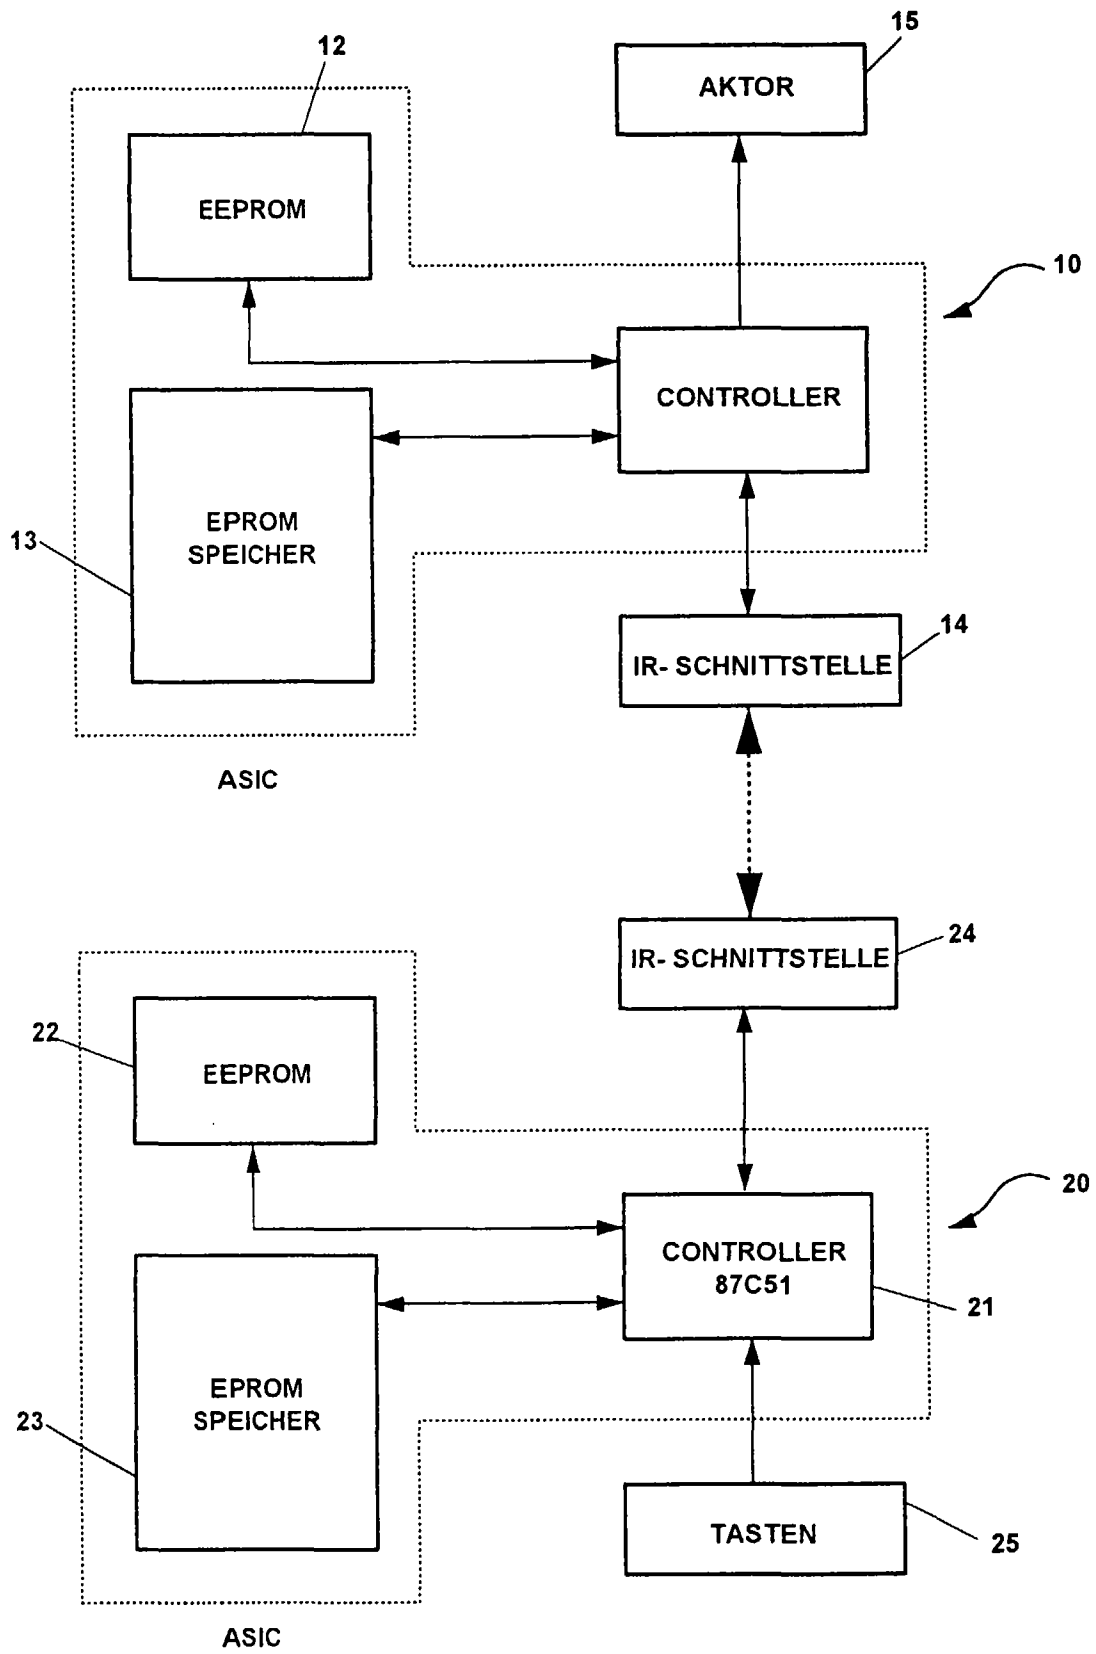 12
15
AKTOR
EEPROM
10
CONTROLLER
EPROM
SPEICHER
13
14
IR- SCHNITTSTELLE
ASIC
24
IR- SCHNITTSTELLE
22
EEPROM
20
CONTROLLER
87C51
21
EPROM
SPEICHER
23
TASTEN
25
ASIC